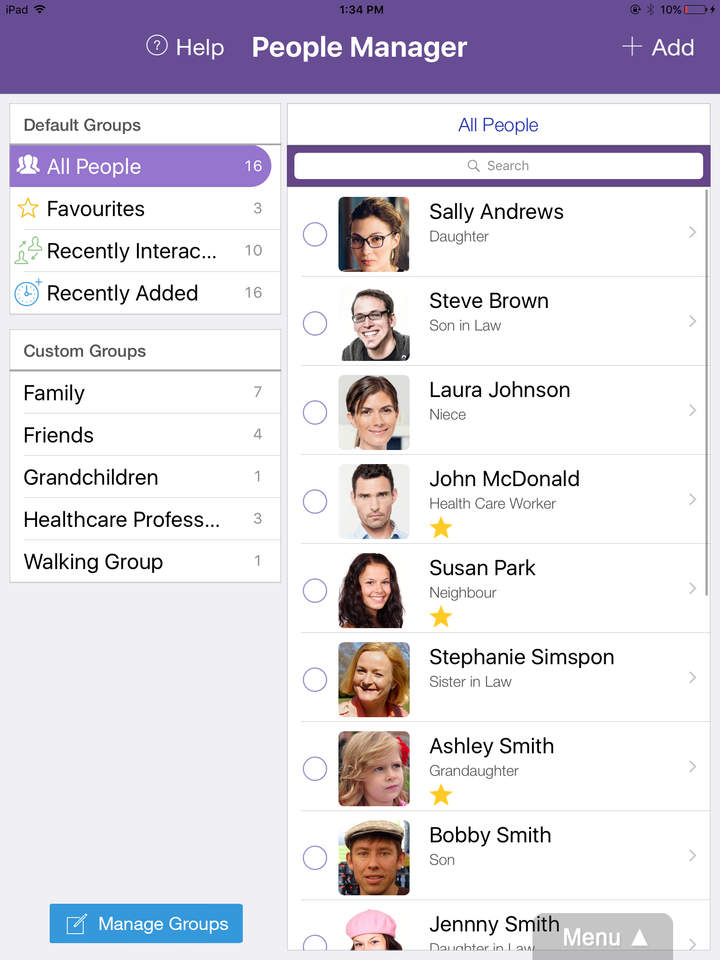 iPad
1:34 PM
10%
? Help
People Manager
+ Add
Default Groups
All People 16
Favourites 3
Recently Interac... 10
Recently Added 16
Custom Groups
Family 7
Friends 4
Grandchildren 1
Healthcare Profess... 3
Walking Group 1
Manage Groups
All People
Search
Sally Andrews
Daughter
Steve Brown
Son in Law
Laura Johnson
Niece
John McDonald
Health Care Worker
Susan Park
Neighbour
Stephanie Simspon
Sister in Law
Ashley Smith
Grandaughter
Bobby Smith
Son
Jennny Smith
Daughter in Law
Menu ▲